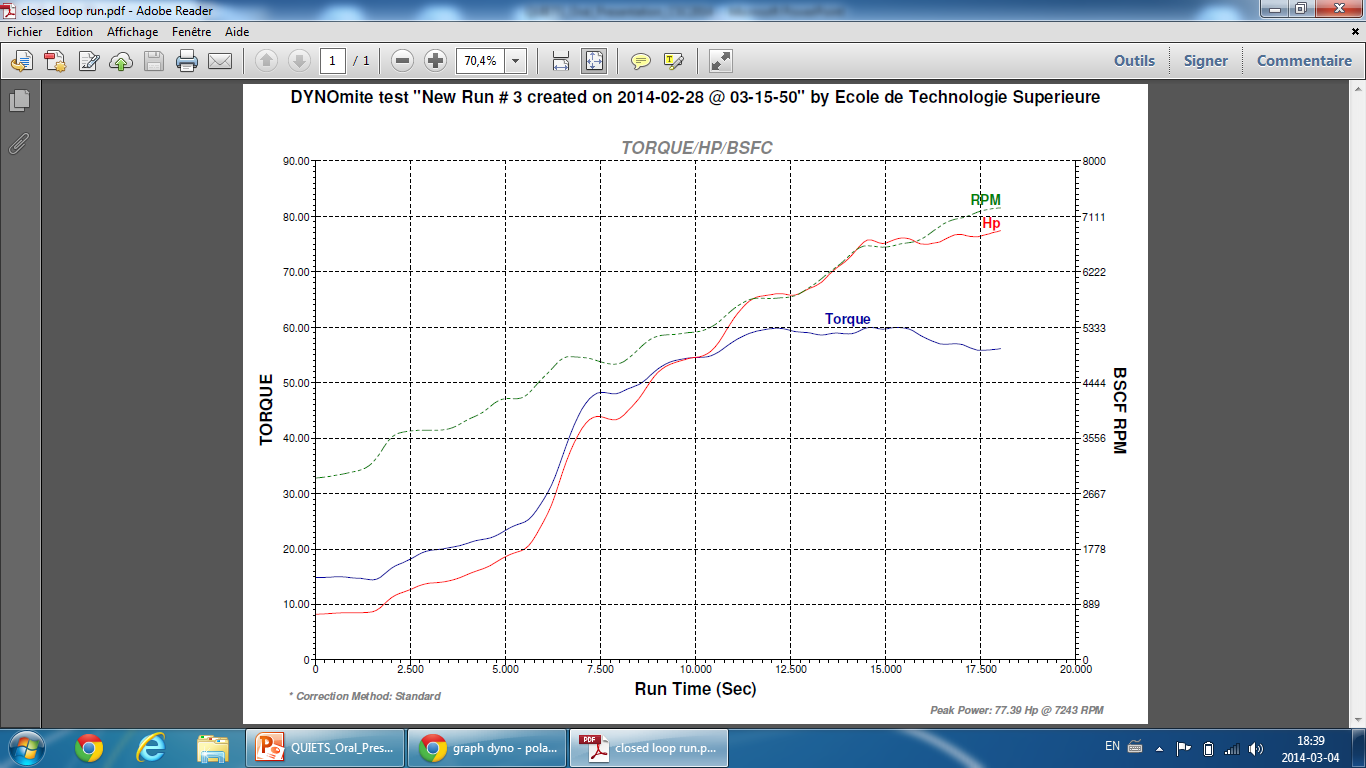 closed loop run.pdf - Adobe Reader
Fichier Edition Affichage Fenêtre Aide
1 / 1 70,4% Outils Signer Commentaire
DYNOmite test "New Run # 3 created on 2014-02-28 @ 03-15-50" by Ecole de Technologie Superieure
TORQUE/HP/BSFC
90.00 8000
RPM
80.00 7111
Hp
70.00 6222
Torque
60.00 5333
50.00 4444
TORQUE
BSCF RPM
40.00 3556
30.00 2667
20.00 1778
10.00 889
0 0
0 2.500 5.000 7.500 10.000 12.500 15.000 17.500 20.000
Run Time (Sec)
* Correction Method: Standard
Peak Power: 77.39 Hp @ 7243 RPM
QUIETS_Oral_Pres... graph dyno - pola... closed loop run.p... EN 18:39
2014-03-04